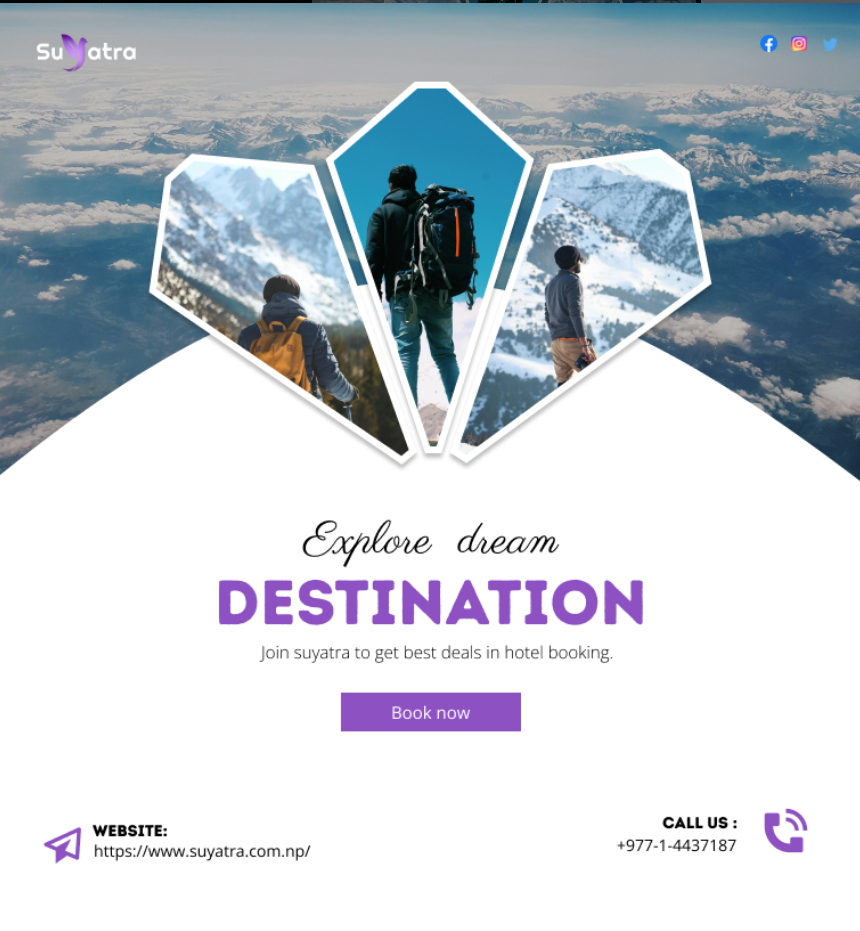 SuYatra
Explore dream
DESTINATION
Join suyatra to get best deals in hotel booking.
Book now
WEBSITE:
https://www.suyatra.com.np/
CALL US :
+977-1-4437187